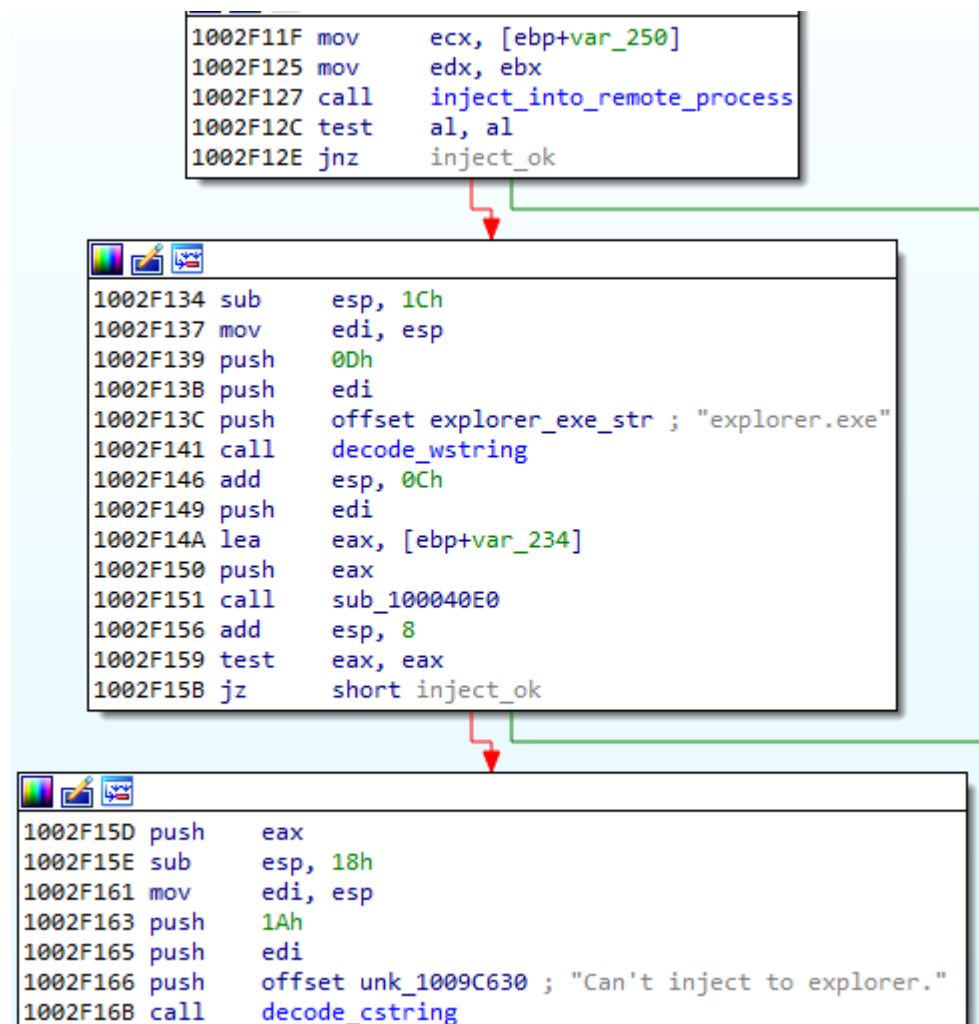 1002F11F mov ecx, [ebp+var_250]
1002F125 mov edx, ebx
1002F127 call inject_into_remote_process
1002F12C test al, al
1002F12E jnz inject_ok
1002F134 sub esp, 1Ch
1002F137 mov edi, esp
1002F139 push 0Dh
1002F13B push edi
1002F13C push offset explorer_exe_str ; "explorer.exe"
1002F141 call decode_wstring
1002F146 add esp, 0Ch
1002F149 push edi
1002F14A lea eax, [ebp+var_234]
1002F150 push eax
1002F151 call sub_100040E0
1002F156 add esp, 8
1002F159 test eax, eax
1002F15B jz short inject_ok
1002F15D push eax
1002F15E sub esp, 18h
1002F161 mov edi, esp
1002F163 push 1Ah
1002F165 push edi
1002F166 push offset unk_1009C630 ; "Can't inject to explorer."
1002F16B call decode_cstring